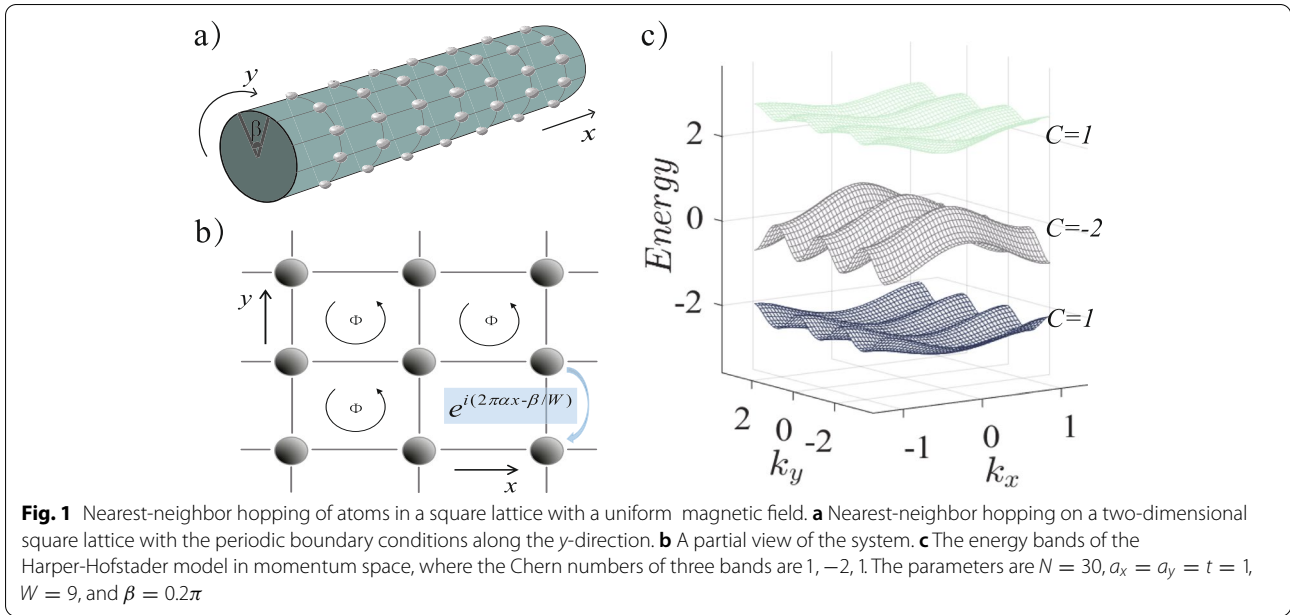 a)
y
β
x
b)
y
Φ
Φ
Φ
e^{i(2παx-β/W)}
x
c)
Energy
2
0
-2
C=1
C=-2
C=1
2
0
-2
k_y
-1
0
1
k_x
Fig. 1 Nearest-neighbor hopping of atoms in a square lattice with a uniform magnetic field. a Nearest-neighbor hopping on a two-dimensional
square lattice with the periodic boundary conditions along the y-direction. b A partial view of the system. c The energy bands of the
Harper-Hofstader model in momentum space, where the Chern numbers of three bands are 1, −2, 1. The parameters are N = 30, a_x = a_y = t = 1,
W = 9, and β = 0.2π